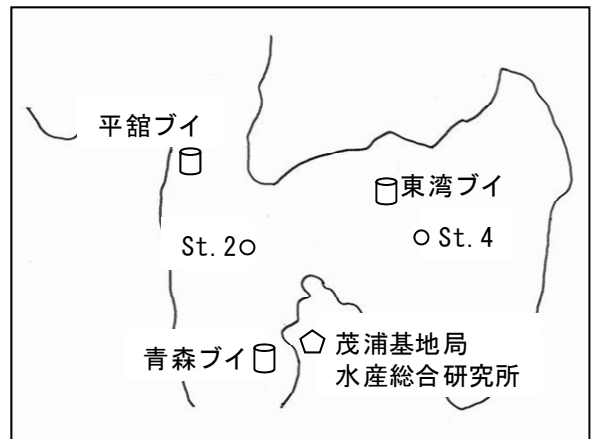 平舘ブイ
東湾ブイ
St.2
St.4
青森ブイ
茂浦基地局
水産総合研究所